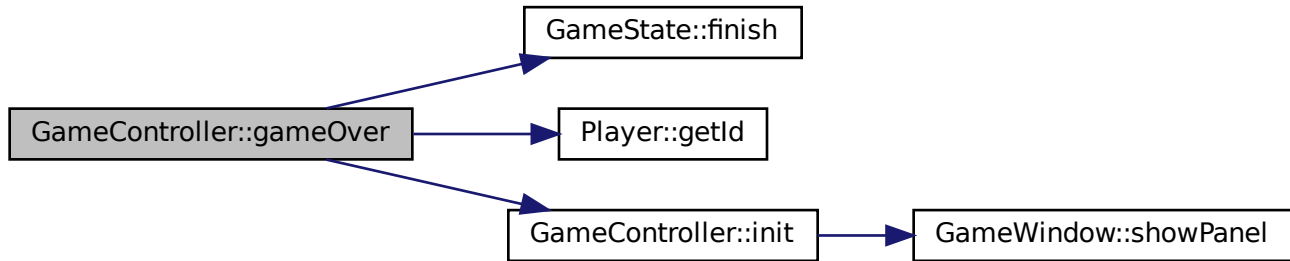 GameState::finish
GameController::gameOver
Player::getId
GameController::init
GameWindow::showPanel